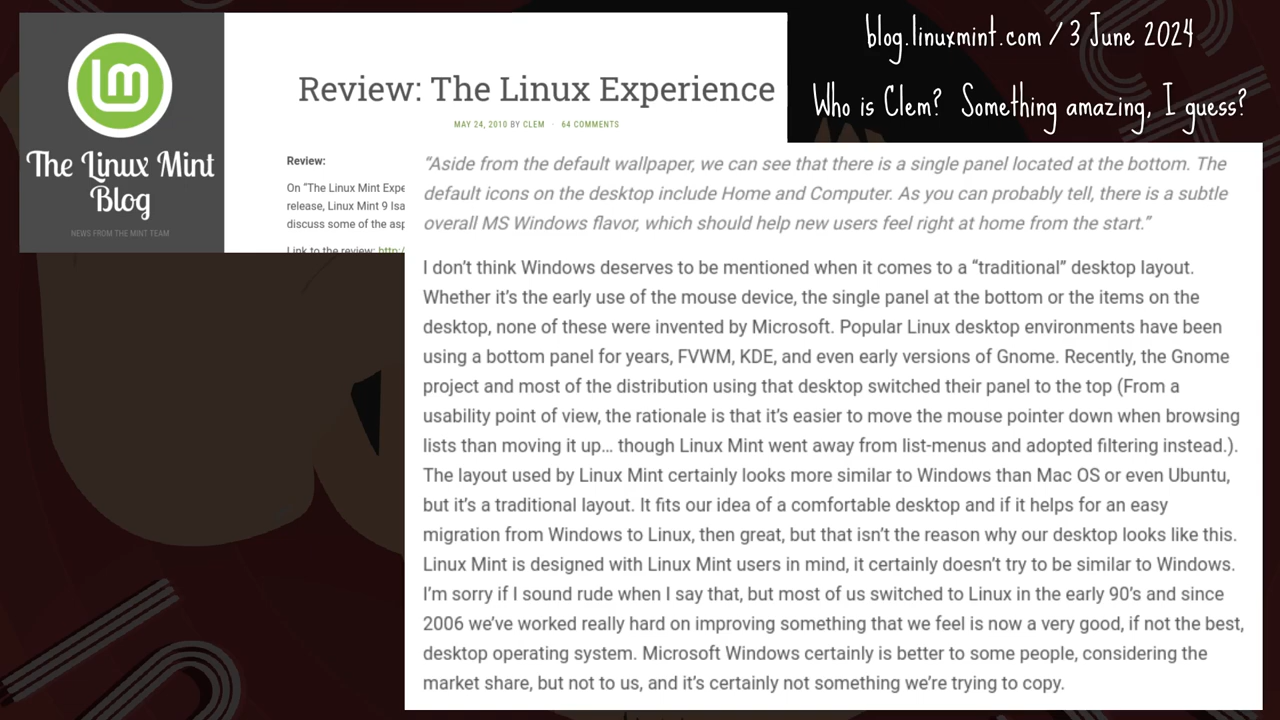 The Linux Mint
Blog
NEWS FROM THE MINT TEAM
Review: The Linux Experience
MAY 24, 2010 BY CLEM · 64 COMMENTS
Review:
On “The Linux Mint Expe
release, Linux Mint 9 Isa
discuss some of the asp
Link to the review: http:/
blog.linuxmint.com / 3 June 2024
Who is Clem? Something amazing, I guess?
“Aside from the default wallpaper, we can see that there is a single panel located at the bottom. The
default icons on the desktop include Home and Computer. As you can probably tell, there is a subtle
overall MS Windows flavor, which should help new users feel right at home from the start.”
I don’t think Windows deserves to be mentioned when it comes to a “traditional” desktop layout.
Whether it’s the early use of the mouse device, the single panel at the bottom or the items on the
desktop, none of these were invented by Microsoft. Popular Linux desktop environments have been
using a bottom panel for years, FVWM, KDE, and even early versions of Gnome. Recently, the Gnome
project and most of the distribution using that desktop switched their panel to the top (From a
usability point of view, the rationale is that it’s easier to move the mouse pointer down when browsing
lists than moving it up… though Linux Mint went away from list-menus and adopted filtering instead.).
The layout used by Linux Mint certainly looks more similar to Windows than Mac OS or even Ubuntu,
but it’s a traditional layout. It fits our idea of a comfortable desktop and if it helps for an easy
migration from Windows to Linux, then great, but that isn’t the reason why our desktop looks like this.
Linux Mint is designed with Linux Mint users in mind, it certainly doesn’t try to be similar to Windows.
I’m sorry if I sound rude when I say that, but most of us switched to Linux in the early 90’s and since
2006 we’ve worked really hard on improving something that we feel is now a very good, if not the best,
desktop operating system. Microsoft Windows certainly is better to some people, considering the
market share, but not to us, and it’s certainly not something we’re trying to copy.